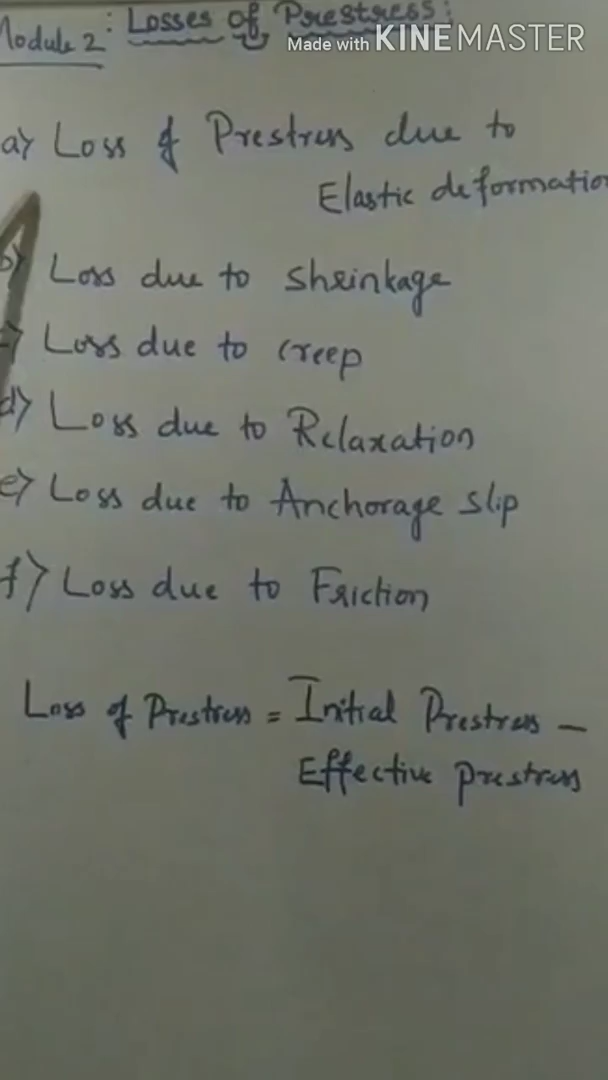 Module 2 : Losses of Prestress:
Made with KINEMASTER
a) Loss of Prestress due to
Elastic deformation
b) Loss due to Shrinkage
c) Loss due to creep
d) Loss due to Relaxation
e) Loss due to Anchorage slip
f) Loss due to Friction
Loss of Prestress = Initial Prestress -
Effective prestress